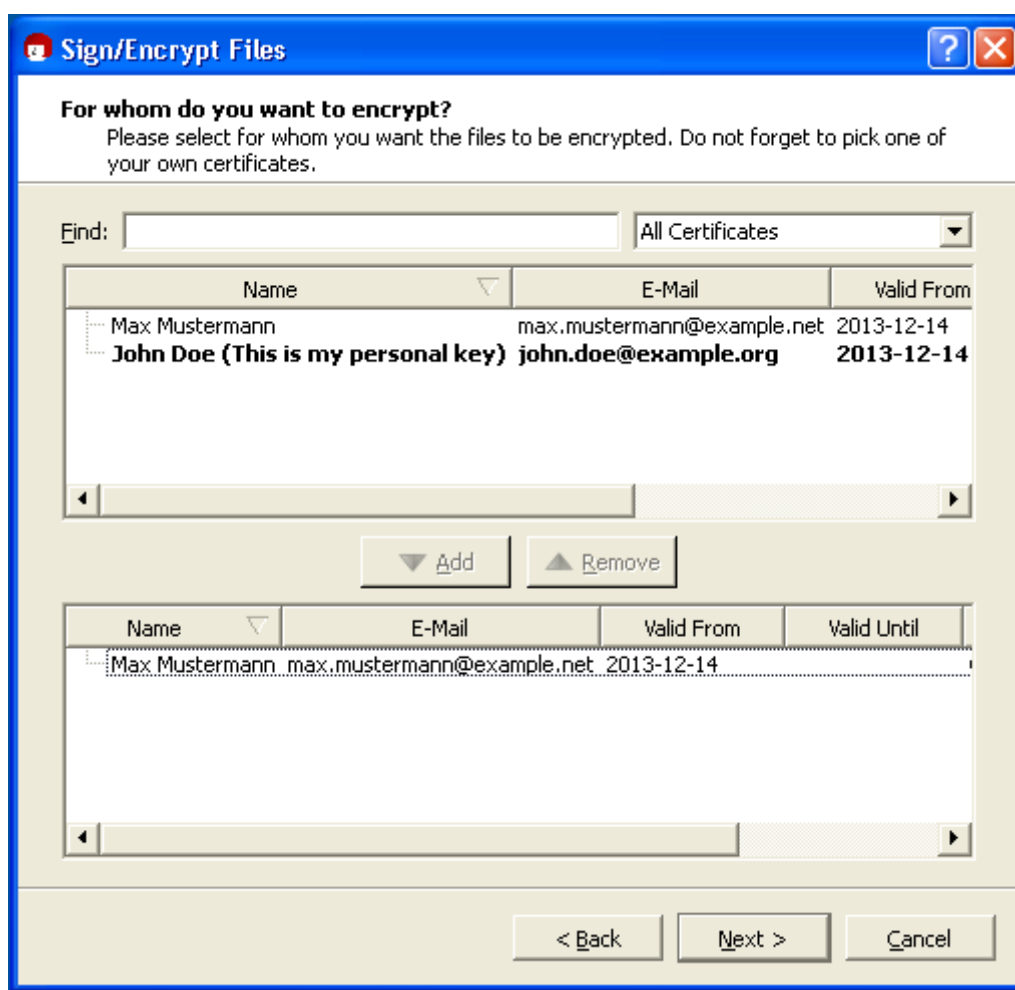 Sign/Encrypt Files
For whom do you want to encrypt?
Please select for whom you want the files to be encrypted. Do not forget to pick one of
your own certificates.
Find: All Certificates
Name E-Mail Valid From
Max Mustermann max.mustermann@example.net 2013-12-14
John Doe (This is my personal key) john.doe@example.org 2013-12-14
Add Remove
Name E-Mail Valid From Valid Until
Max Mustermann max.mustermann@example.net 2013-12-14
< Back Next > Cancel